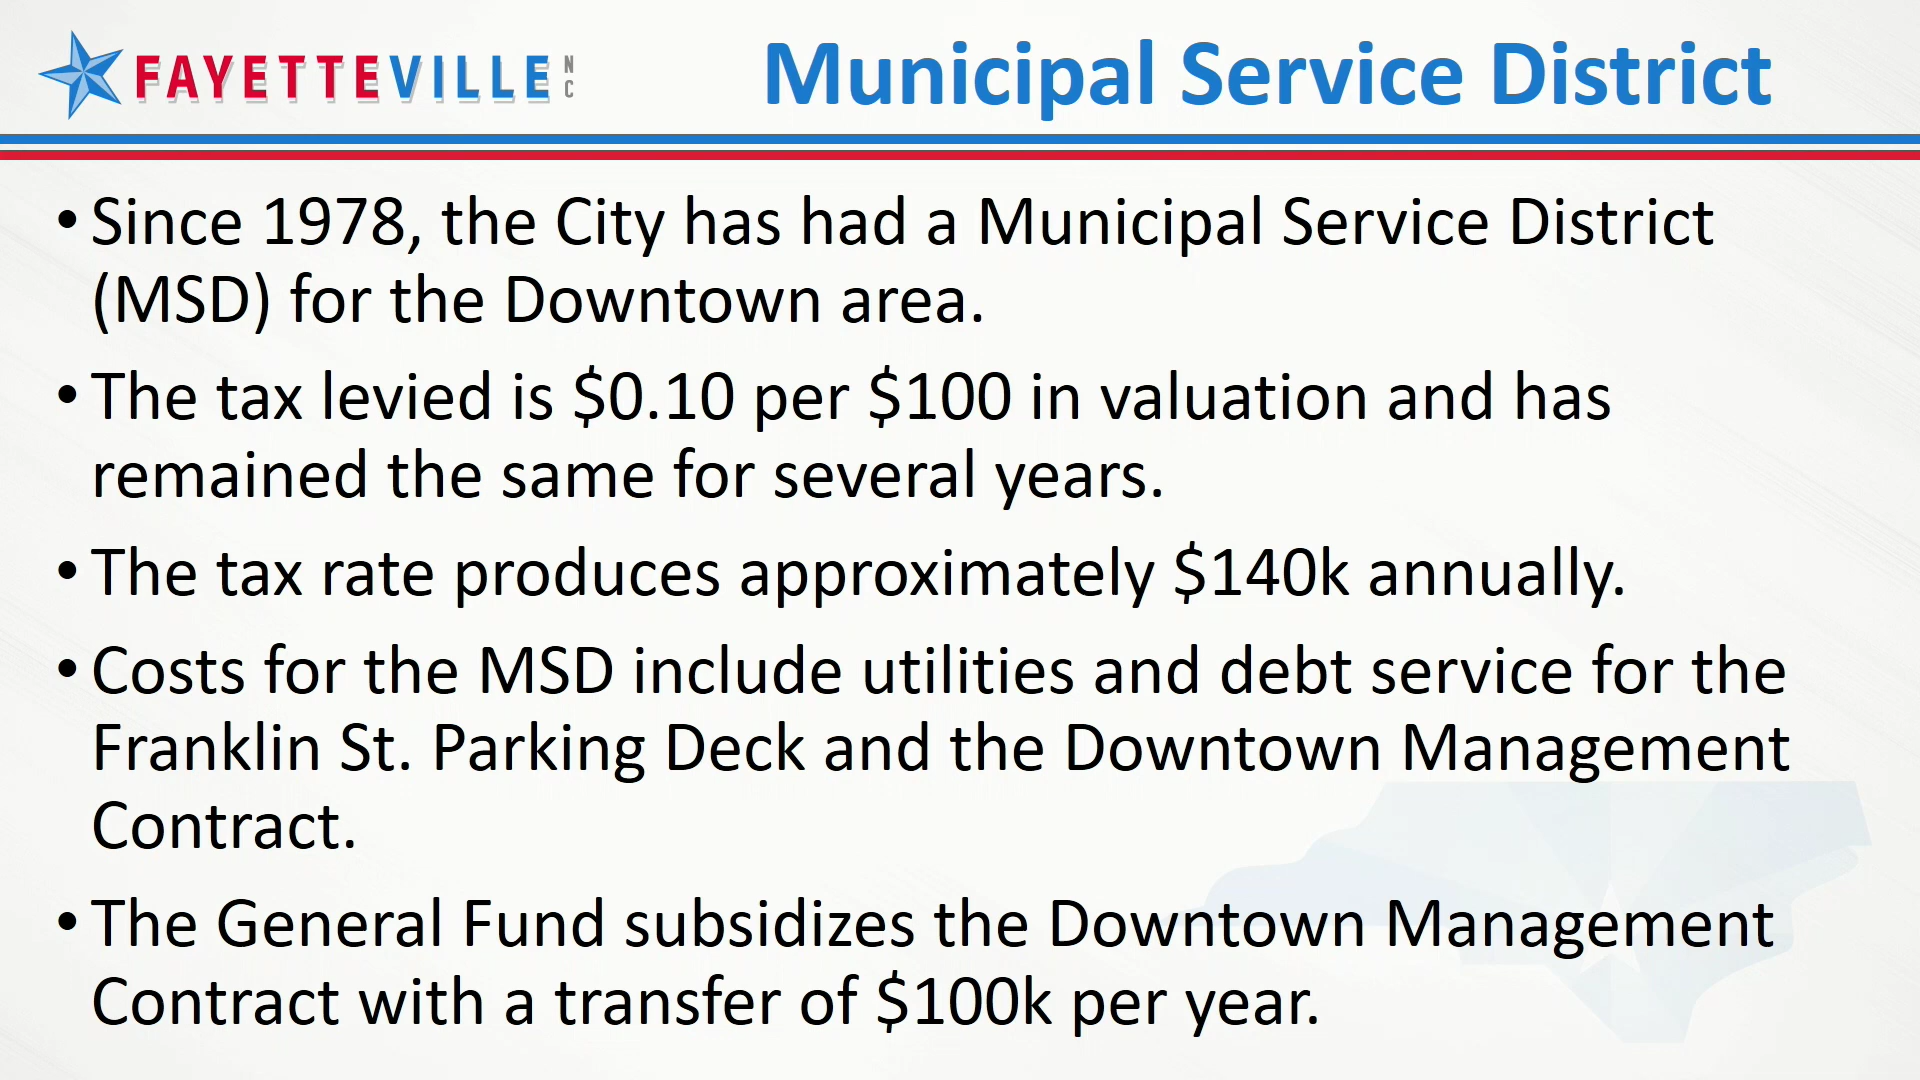 FAYETTEVILLE NC
Municipal Service District
• Since 1978, the City has had a Municipal Service District
(MSD) for the Downtown area.
• The tax levied is $0.10 per $100 in valuation and has
remained the same for several years.
• The tax rate produces approximately $140k annually.
• Costs for the MSD include utilities and debt service for the
Franklin St. Parking Deck and the Downtown Management
Contract.
• The General Fund subsidizes the Downtown Management
Contract with a transfer of $100k per year.